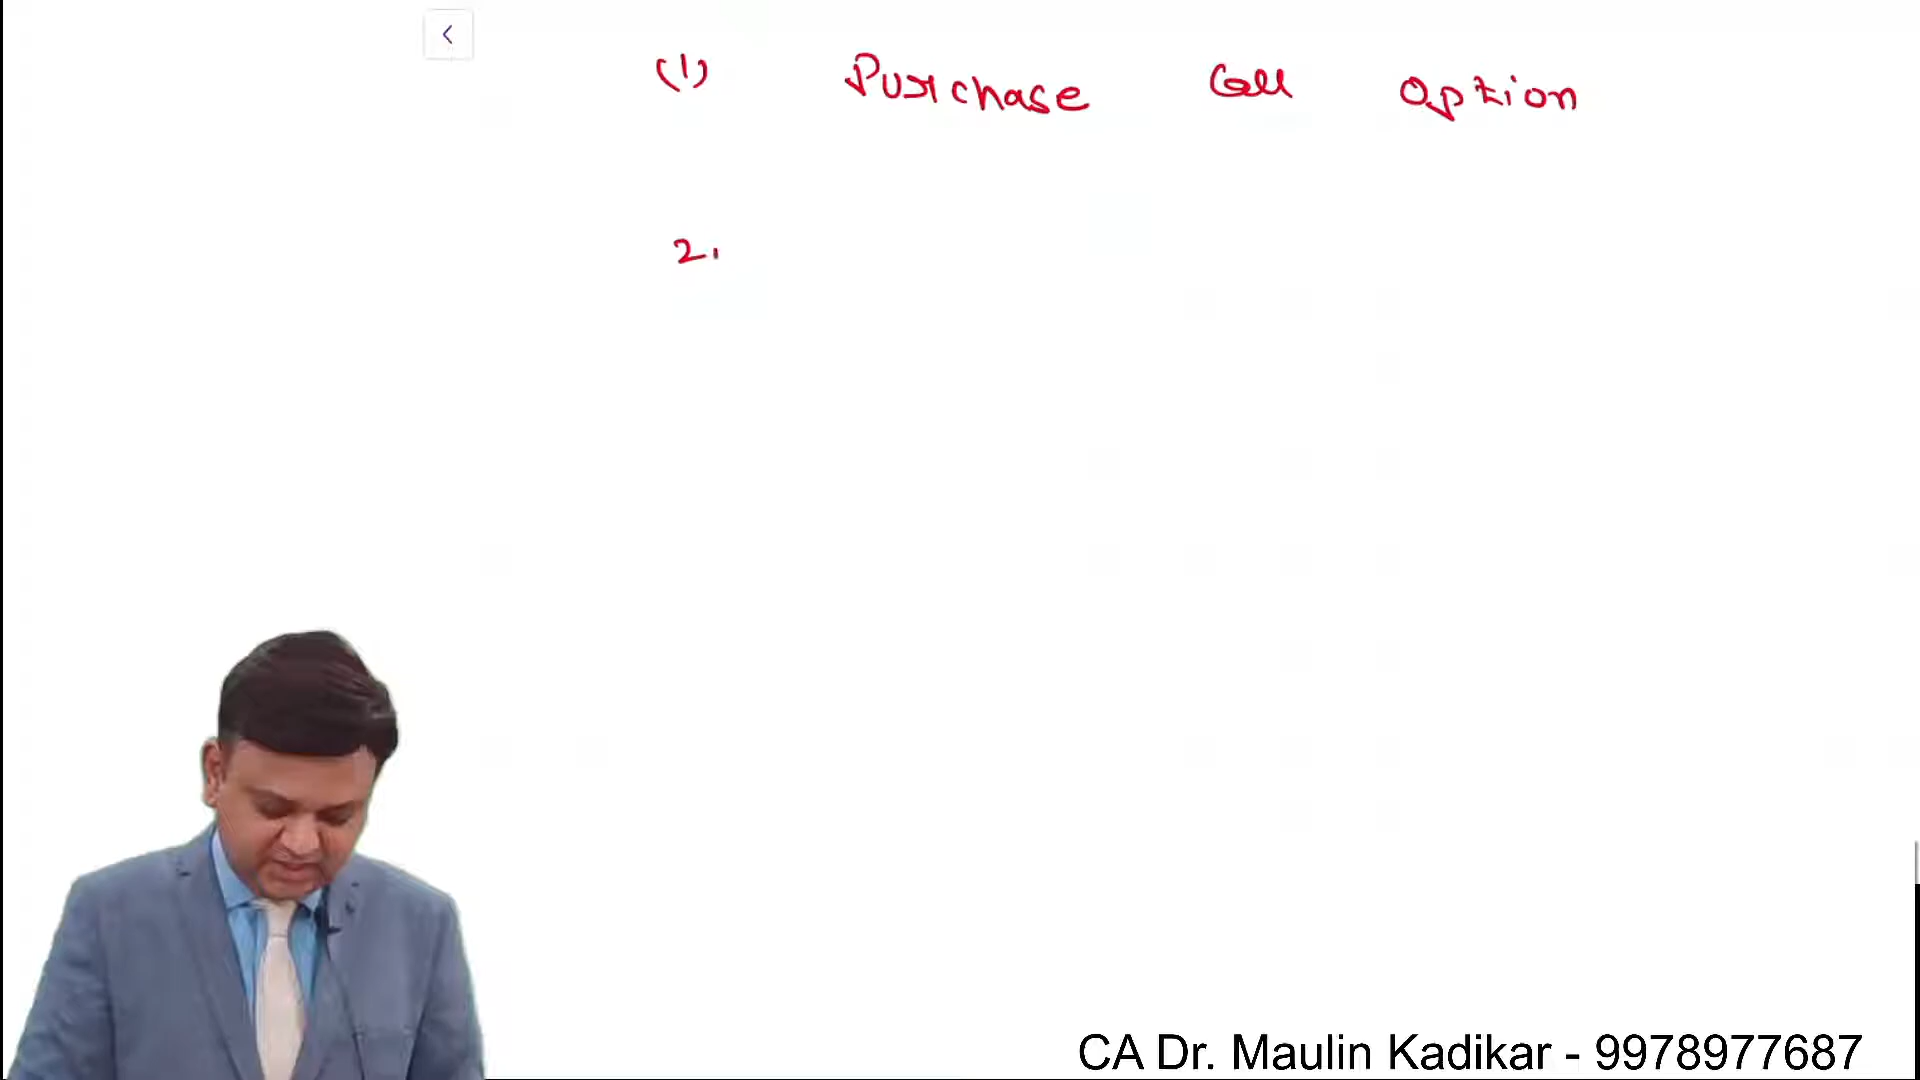 (1) Purchase Call Option
2.
CA Dr. Maulin Kadikar - 9978977687